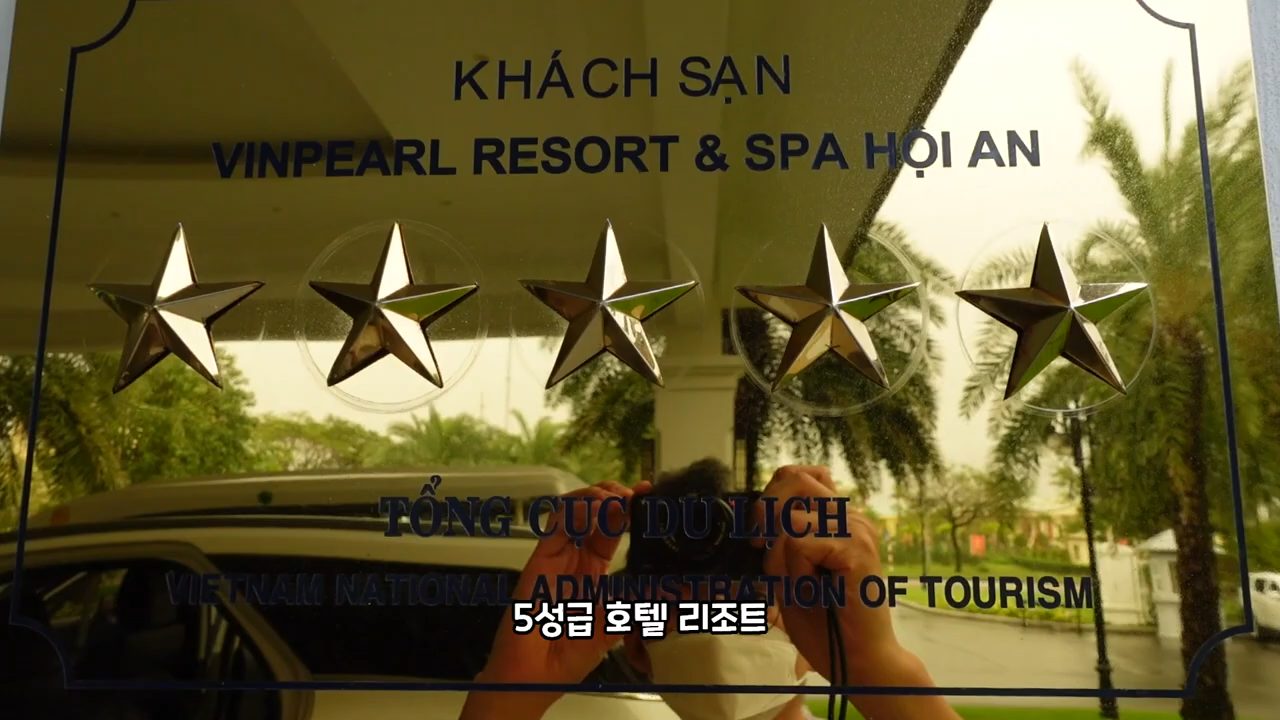 KHÁCH SẠN
VINPEARL RESORT & SPA HỘI AN
TỔNG CỤC DU LỊCH
VIETNAM NATIONAL ADMINISTRATION OF TOURISM
5성급 호텔 리조트